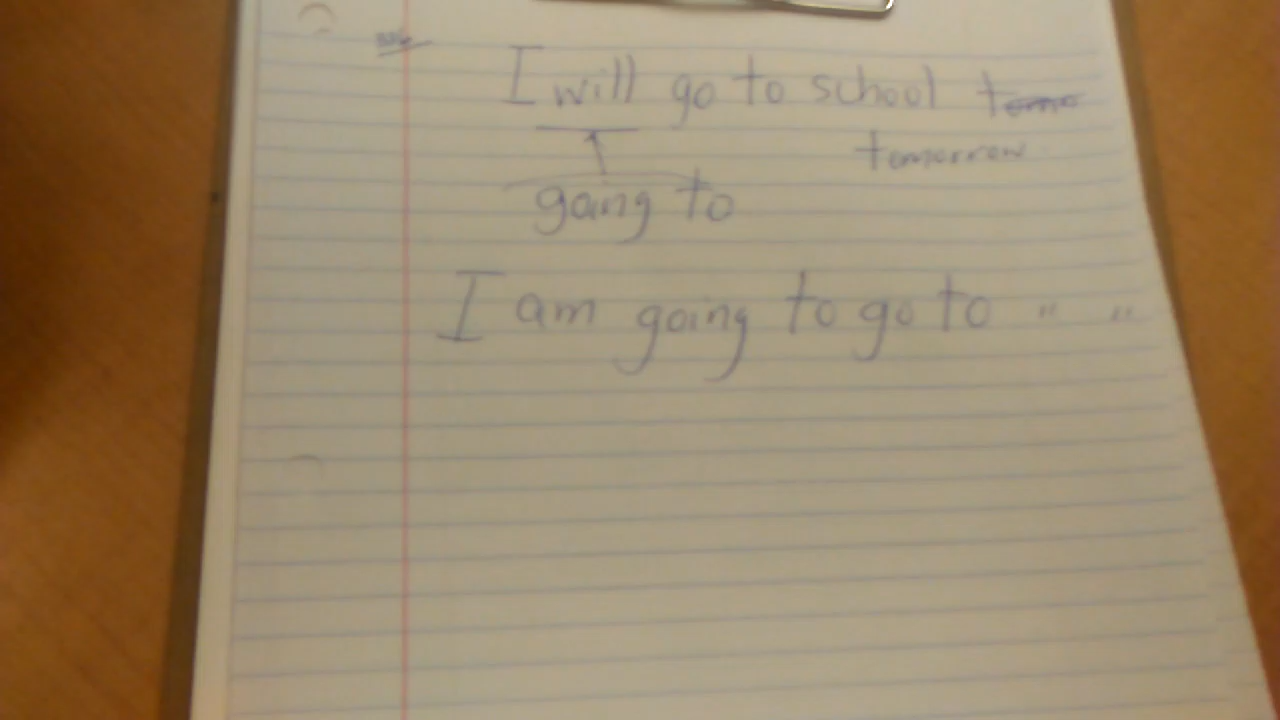 I will go to school
tomorrow
going to
I am going to go to " "